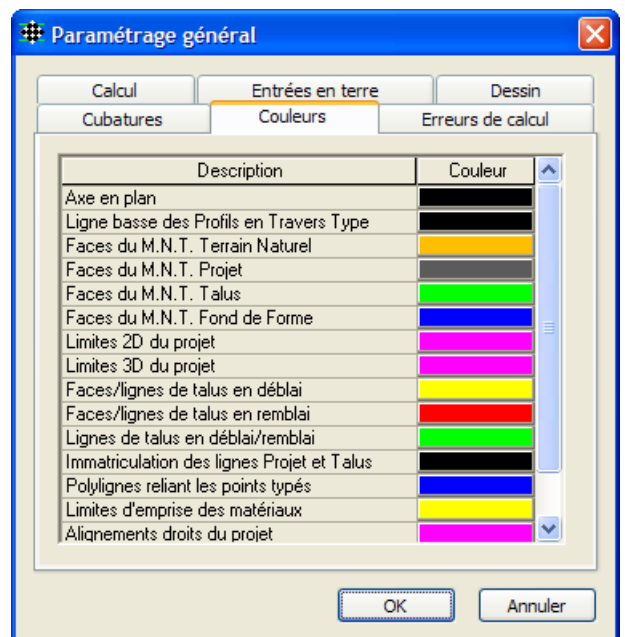 Paramétrage général
Calcul Entrées en terre Dessin
Cubatures Couleurs Erreurs de calcul
Description Couleur
Axe en plan
Ligne basse des Profils en Travers Type
Faces du M.N.T. Terrain Naturel
Faces du M.N.T. Projet
Faces du M.N.T. Talus
Faces du M.N.T. Fond de Forme
Limites 2D du projet
Limites 3D du projet
Faces/lignes de talus en déblai
Faces/lignes de talus en remblai
Lignes de talus en déblai/remblai
Immatriculation des lignes Projet et Talus
Polylignes reliant les points typés
Limites d'emprise des matériaux
Alignements droits du projet
OK Annuler